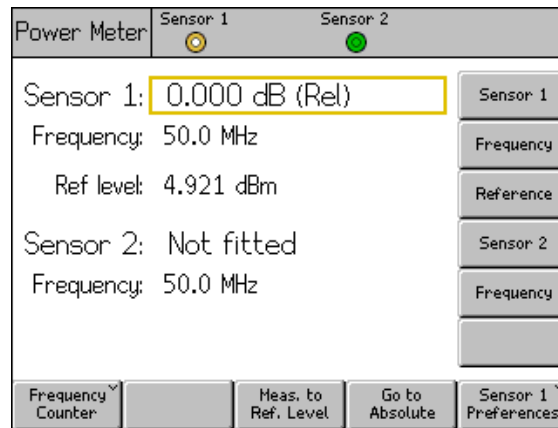 Power Meter
Sensor 1
Sensor 2
Sensor 1: 0.000 dB (Rel)
Frequency: 50.0 MHz
Ref level: 4.921 dBm
Sensor 2: Not fitted
Frequency: 50.0 MHz
Sensor 1
Frequency
Reference
Sensor 2
Frequency
Frequency
Counter
Meas. to
Ref. Level
Go to
Absolute
Sensor 1
Preferences